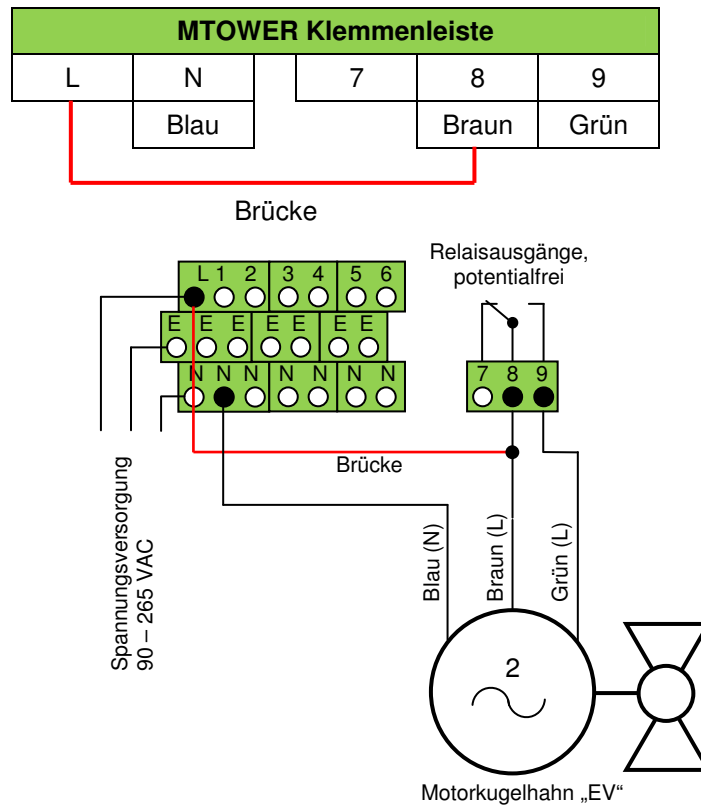 MTOWER Klemmenleiste
L N 7 8 9
Blau Braun Grün
Brücke
Relaisausgänge,
potentialfrei
L 1 2 3 4 5 6
E E E E E E E
N N N N N N N
7 8 9
Brücke
Spannungsversorgung
90 – 265 VAC
Blau (N)
Braun (L)
Grün (L)
2
Motorkugelhahn „EV“